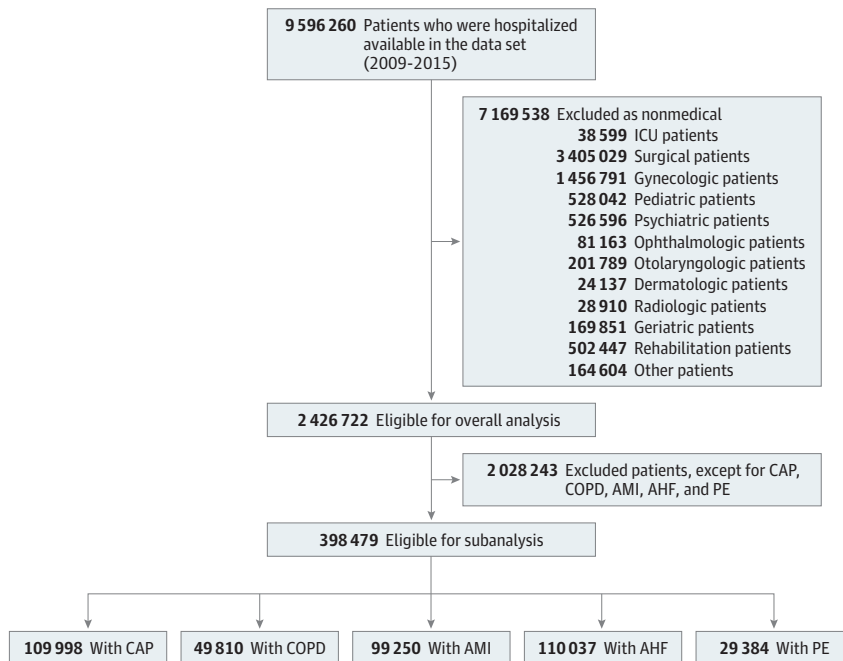 9 596 260 Patients who were hospitalized
available in the data set
(2009-2015)
7 169 538 Excluded as nonmedical
38 599 ICU patients
3 405 029 Surgical patients
1 456 791 Gynecologic patients
528 042 Pediatric patients
526 596 Psychiatric patients
81 163 Ophthalmologic patients
201 789 Otolaryngologic patients
24 137 Dermatologic patients
28 910 Radiologic patients
169 851 Geriatric patients
502 447 Rehabilitation patients
164 604 Other patients
2 426 722 Eligible for overall analysis
2 028 243 Excluded patients, except for CAP,
COPD, AMI, AHF, and PE
398 479 Eligible for subanalysis
109 998 With CAP
49 810 With COPD
99 250 With AMI
110 037 With AHF
29 384 With PE